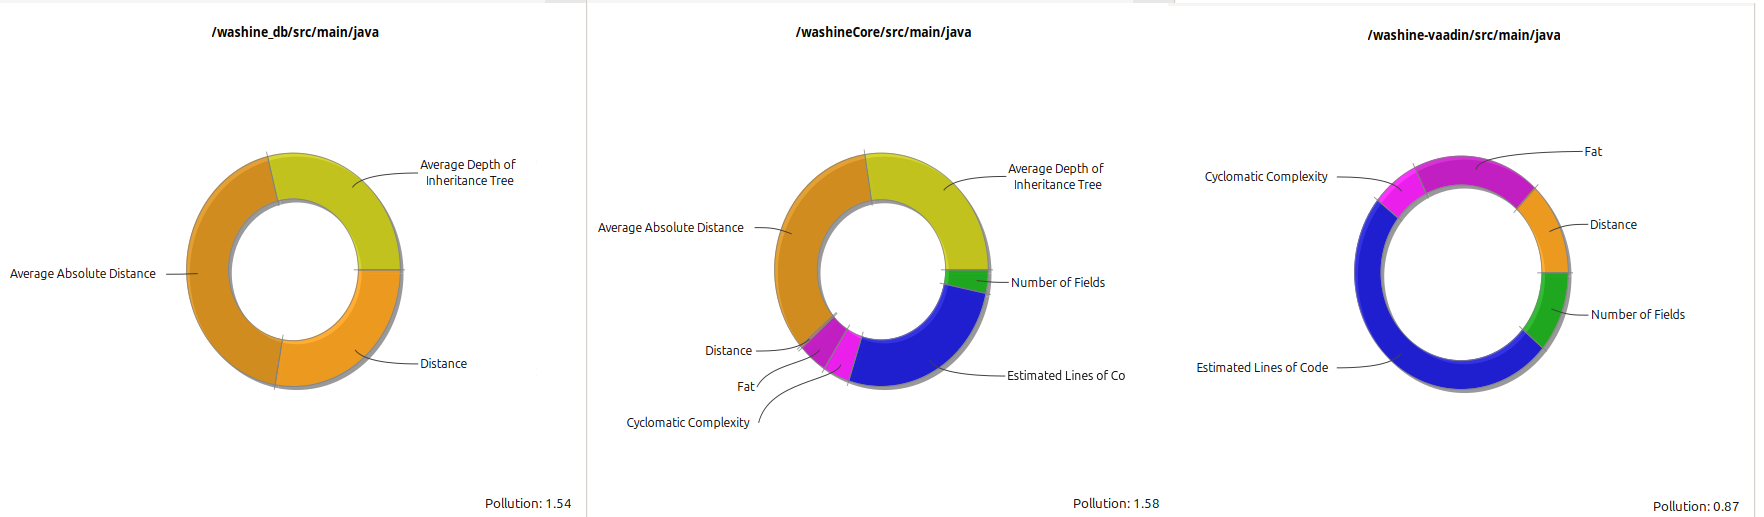 /washine_db/src/main/java
Average Depth of
Inheritance Tree
Average Absolute Distance
Distance
Pollution: 1.54
/washineCore/src/main/java
Average Depth of
Inheritance Tree
Average Absolute Distance
Number of Fields
Distance
Estimated Lines of Co
Fat
Cyclomatic Complexity
Pollution: 1.58
/washine-vaadin/src/main/java
Fat
Cyclomatic Complexity
Distance
Number of Fields
Estimated Lines of Code
Pollution: 0.87